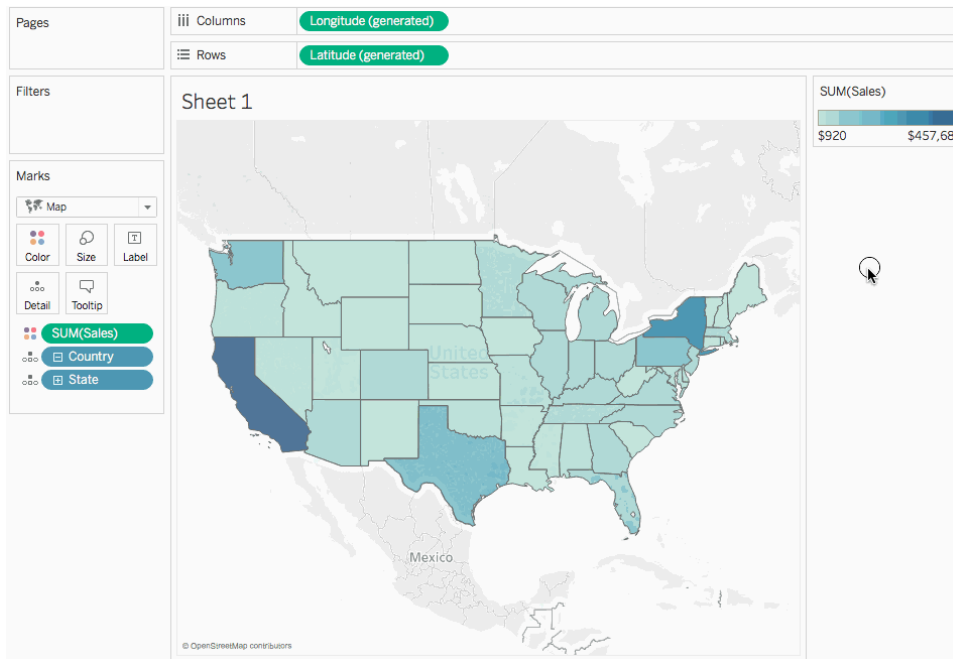 Pages
Columns
Longitude (generated)
Rows
Latitude (generated)
Filters
Sheet 1
SUM(Sales)
$920
$457,68
Marks
Map
Color
Size
Label
Detail
Tooltip
SUM(Sales)
Country
State
United
States
Mexico
© OpenStreetMap contributors